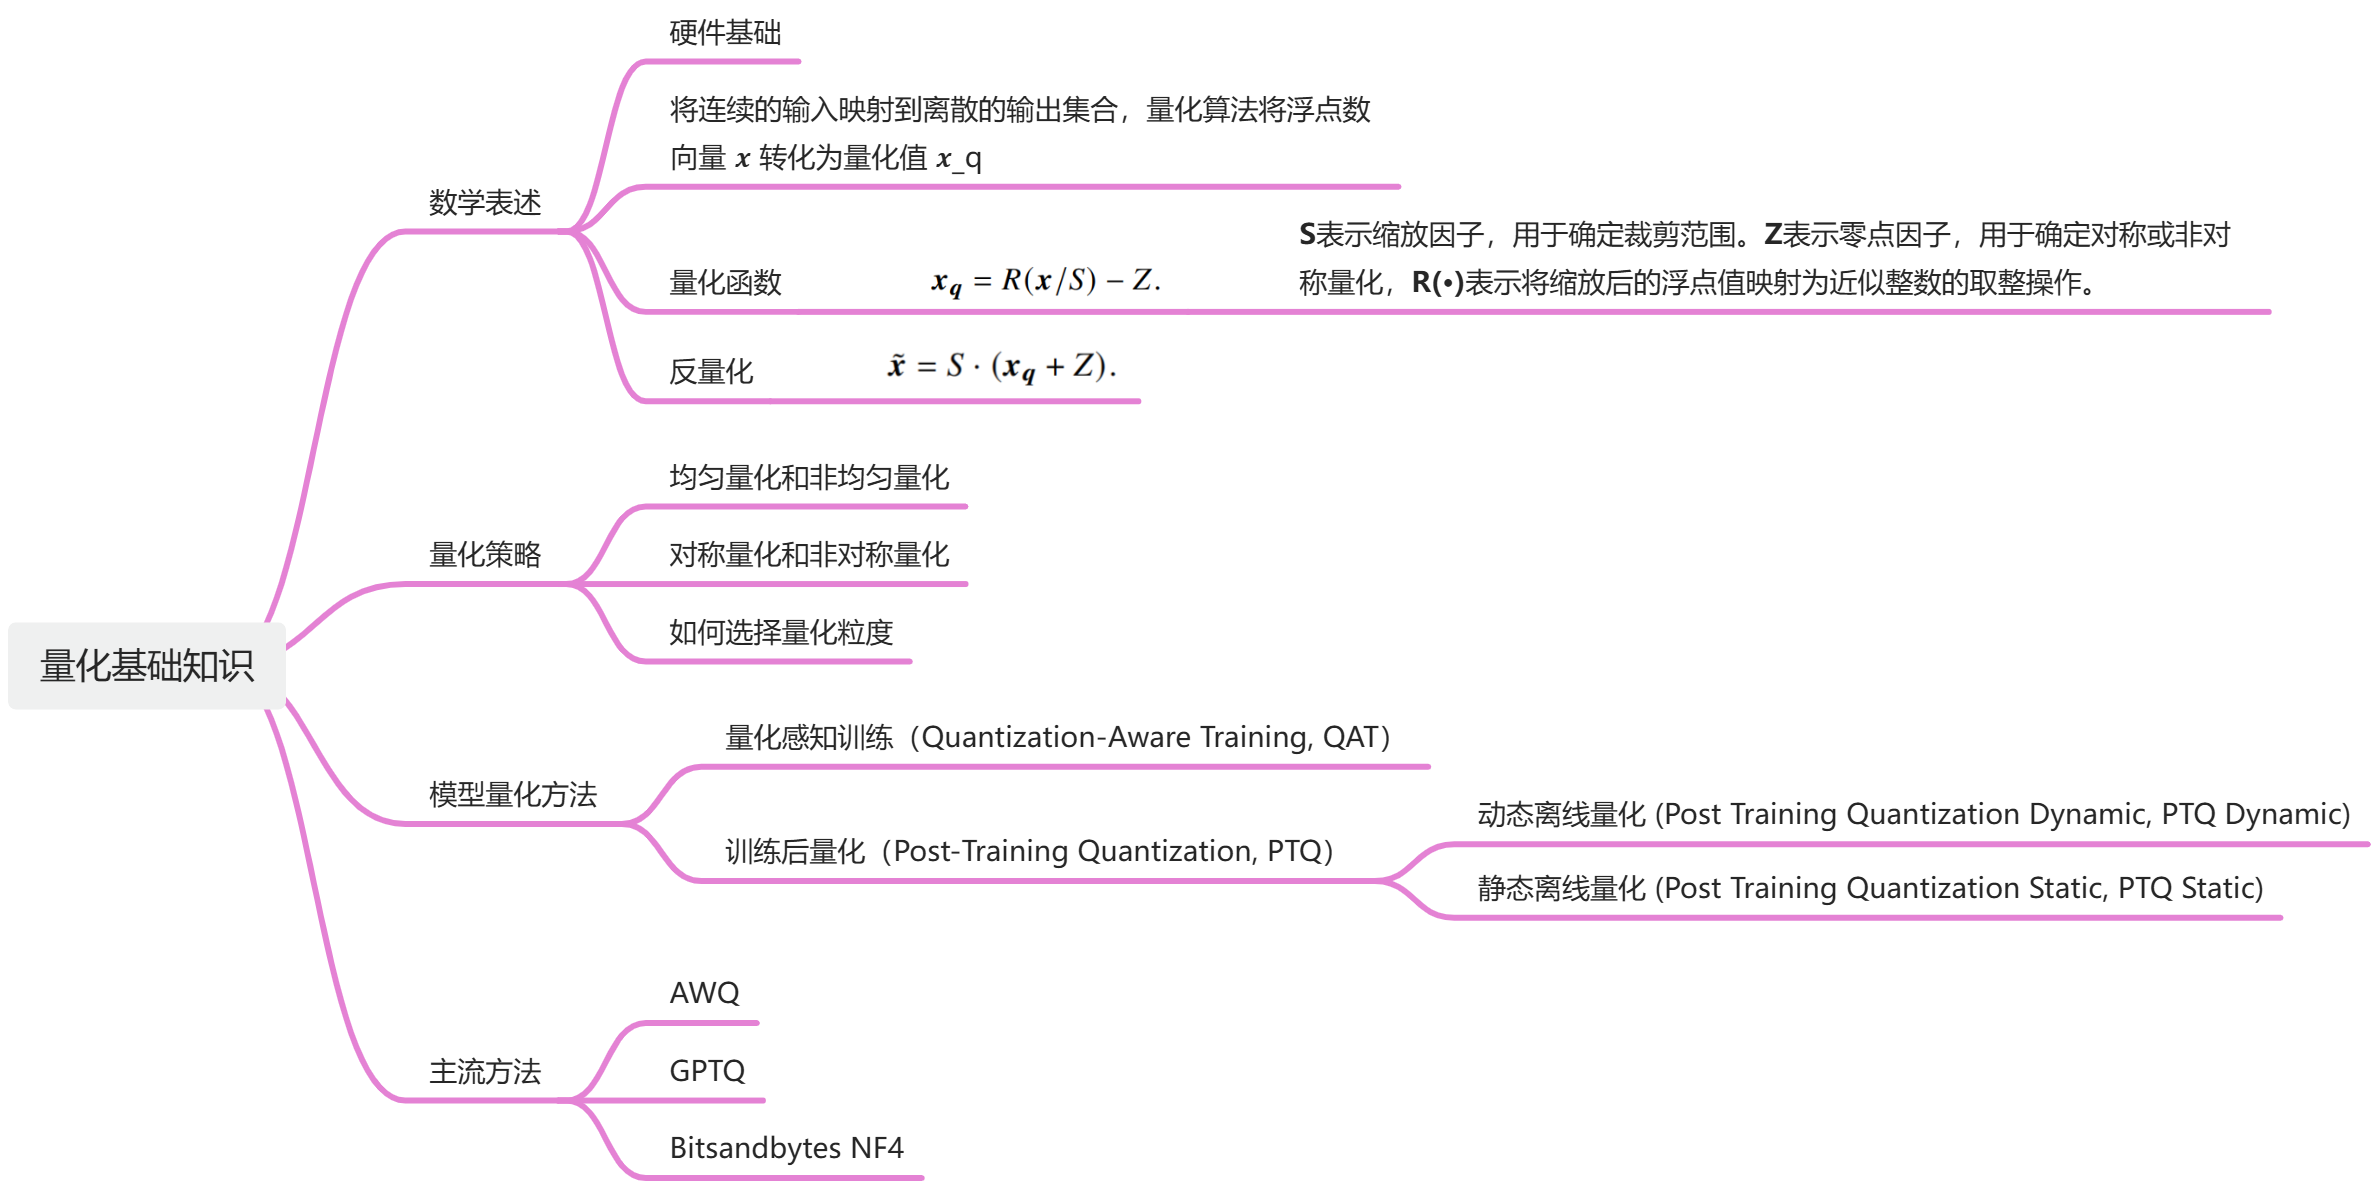 硬件基础
将连续的输入映射到离散的输出集合，量化算法将浮点数
向量 x 转化为量化值 x_q
数学表述
S表示缩放因子，用于确定裁剪范围。Z表示零点因子，用于确定对称或非对
称量化，R(•)表示将缩放后的浮点值映射为近似整数的取整操作。
量化函数
x_q = R(x/S) − Z.
反量化
x̃ = S · (x_q + Z).
均匀量化和非均匀量化
量化策略
对称量化和非对称量化
如何选择量化粒度
量化基础知识
量化感知训练（Quantization-Aware Training, QAT）
模型量化方法
训练后量化（Post-Training Quantization, PTQ）
动态离线量化 (Post Training Quantization Dynamic, PTQ Dynamic)
静态离线量化 (Post Training Quantization Static, PTQ Static)
AWQ
主流方法
GPTQ
Bitsandbytes NF4